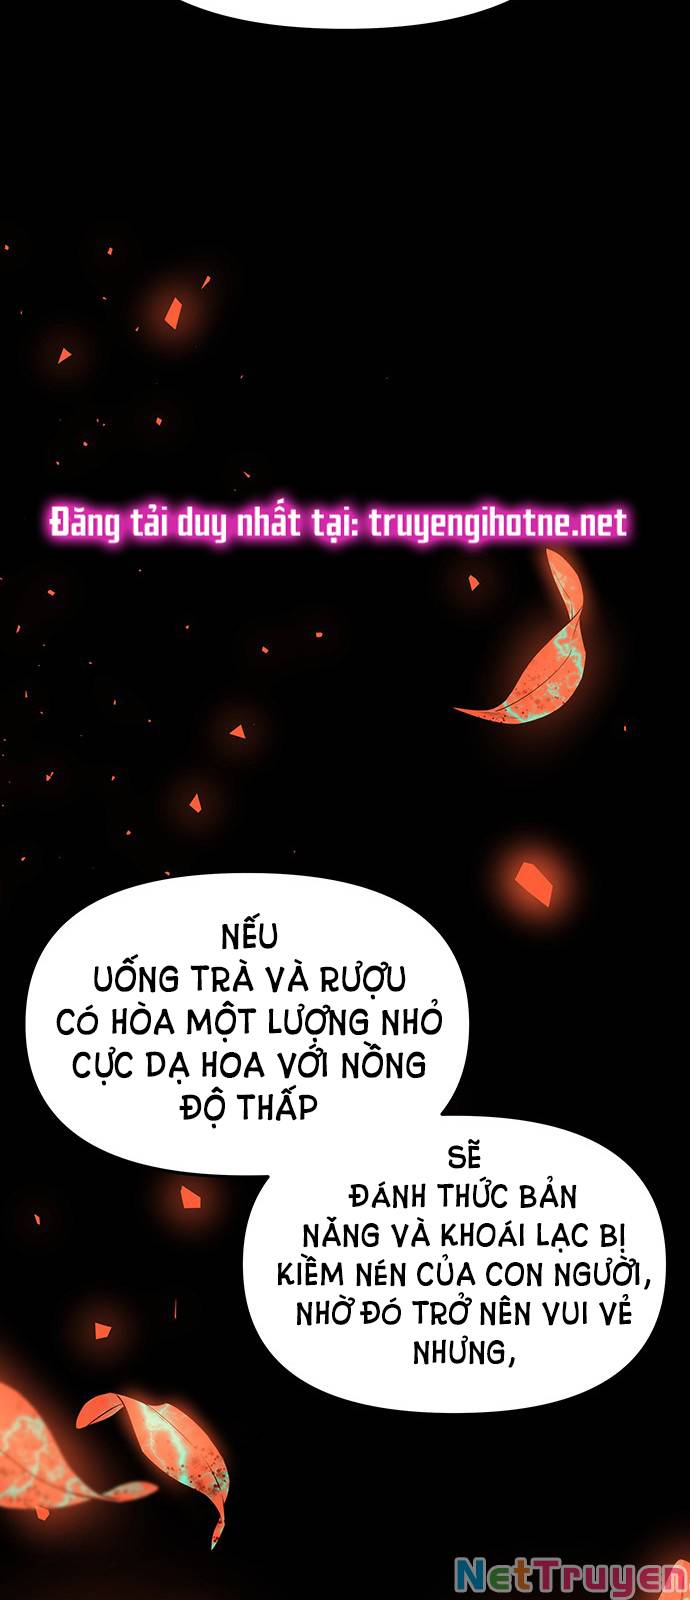 Đăng tải duy nhất tại: truyengihotne.net
NẾU
UỐNG TRÀ VÀ RƯỢU
CÓ HÒA MỘT LƯỢNG NHỎ
CỰC DẠ HOA VỚI NỒNG
ĐỘ THẤP
SẼ
ĐÁNH THỨC BẢN
NĂNG VÀ KHOÁI LẠC BỊ
KIỀM NÉN CỦA CON NGƯỜI,
NHỜ ĐÓ TRỞ NÊN VUI VẺ
NHƯNG,
NetTruyen